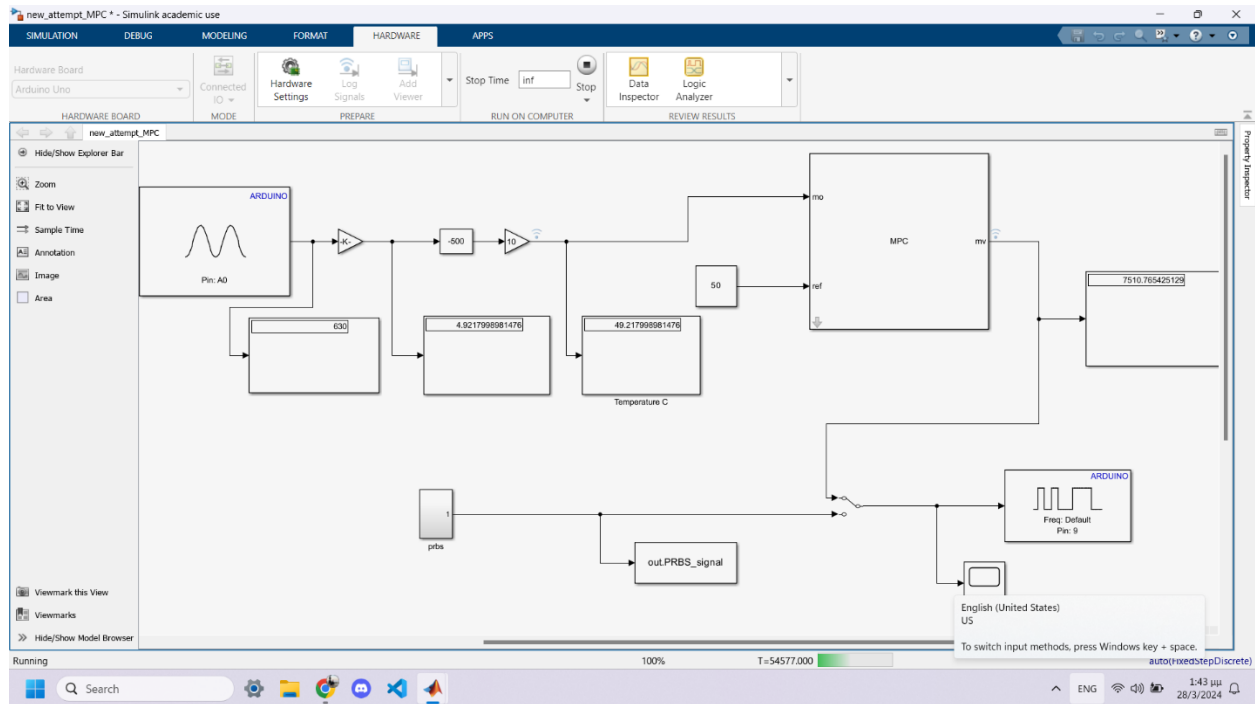 new_attempt_MPC * - Simulink academic use
SIMULATION DEBUG MODELING FORMAT HARDWARE APPS
Hardware Board
Arduino Uno
HARDWARE BOARD
Connected IO
MODE
Hardware Settings
Log Signals
Add Viewer
PREPARE
Stop Time inf
Stop
RUN ON COMPUTER
Data Inspector
Logic Analyzer
REVIEW RESULTS
new_attempt_MPC
Property Inspector
Hide/Show Explorer Bar
Zoom
Fit to View
Sample Time
Annotation
Image
Area
ARDUINO
Pin: A0
-K-
-500
10
mo
MPC
mv
50
ref
7510.765425129
630
4.9217998981476
49.217998981476
Temperature C
1
prbs
out.PRBS_signal
ARDUINO
Freq: Default
Pin: 9
English (United States)
US
To switch input methods, press Windows key + space.
Viewmark this View
Viewmarks
Hide/Show Model Browser
Running 100% T=54577.000 auto(FixedStepDiscrete)
Search
ENG
1:43 μμ
28/3/2024